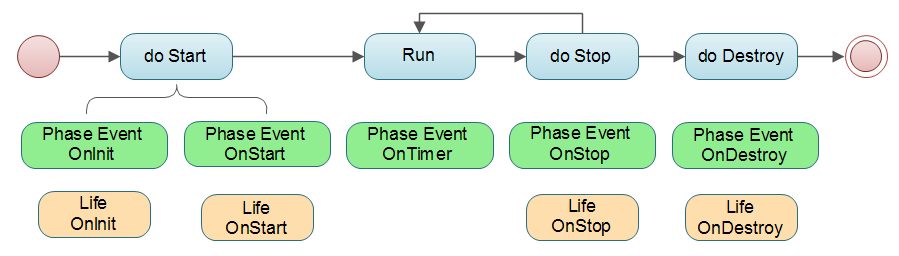 do Start
Run
do Stop
do Destroy
Phase Event
OnInit
Phase Event
OnStart
Phase Event
OnTimer
Phase Event
OnStop
Phase Event
OnDestroy
Life
OnInit
Life
OnStart
Life
OnStop
Life
OnDestroy